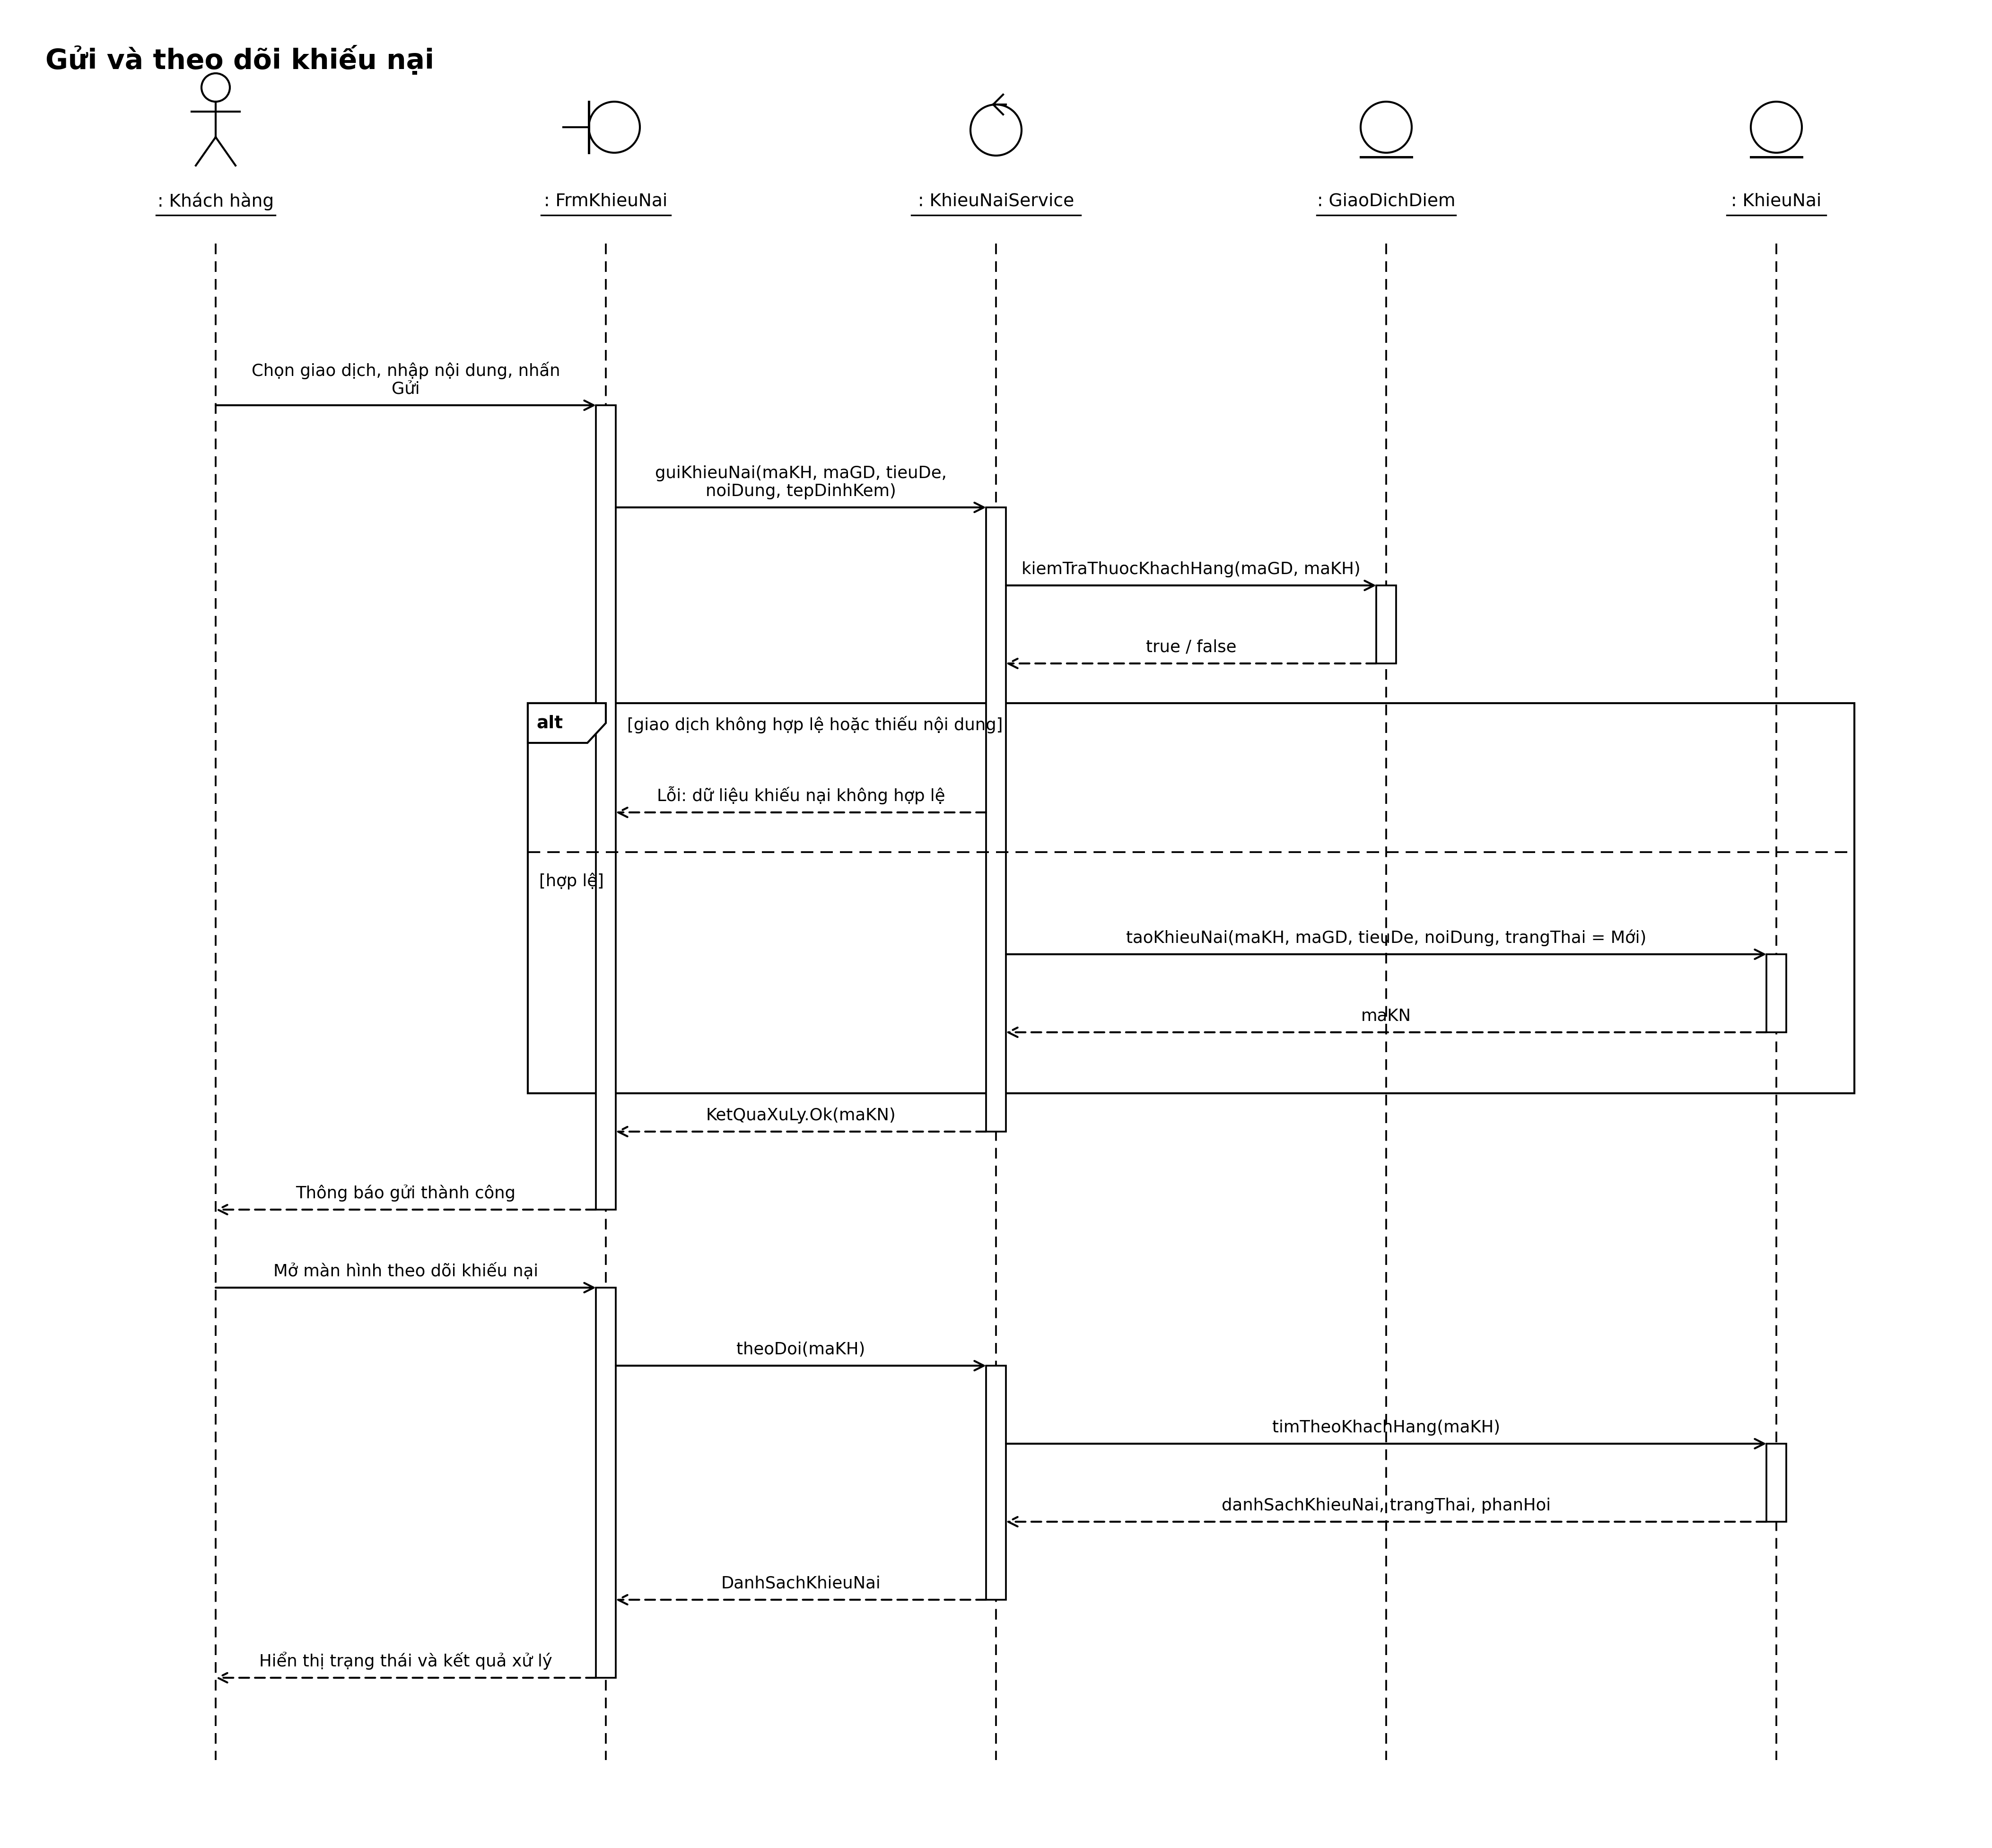 Gửi và theo dõi khiếu nại
: Khách hàng
: FrmKhieuNai
: KhieuNaiService
: GiaoDichDiem
: KhieuNai
Chọn giao dịch, nhập nội dung, nhấn
Gửi
guiKhieuNai(maKH, maGD, tieuDe,
noiDung, tepDinhKem)
kiemTraThuocKhachHang(maGD, maKH)
true / false
alt
[giao dịch không hợp lệ hoặc thiếu nội dung]
Lỗi: dữ liệu khiếu nại không hợp lệ
[hợp lệ]
taoKhieuNai(maKH, maGD, tieuDe, noiDung, trangThai = Mới)
maKN
KetQuaXuLy.Ok(maKN)
Thông báo gửi thành công
Mở màn hình theo dõi khiếu nại
theoDoi(maKH)
timTheoKhachHang(maKH)
danhSachKhieuNai, trangThai, phanHoi
DanhSachKhieuNai
Hiển thị trạng thái và kết quả xử lý